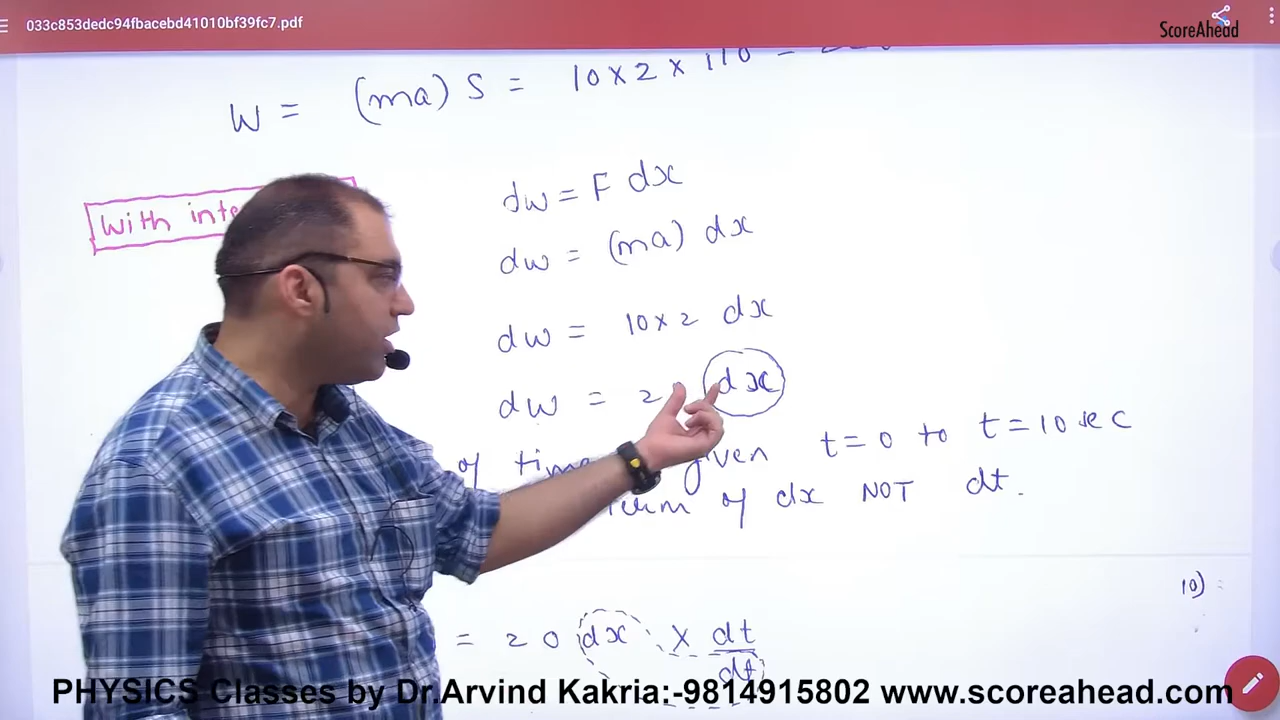 033c853dedc94fbacebd41010bf39fc7.pdf
ScoreAhead
W = (ma) S = 10 x 2 x 110 =
With
dw = F dx
dw = (ma) dx
dw = 10 x 2 dx
dw = 2 dx
of given t = 0 to t = 10 sec
of dx NOT dt.
10)
= 20 dx x dt/dt
PHYSICS Classes by Dr.Arvind Kakria:-9814915802 www.scoreahead.com